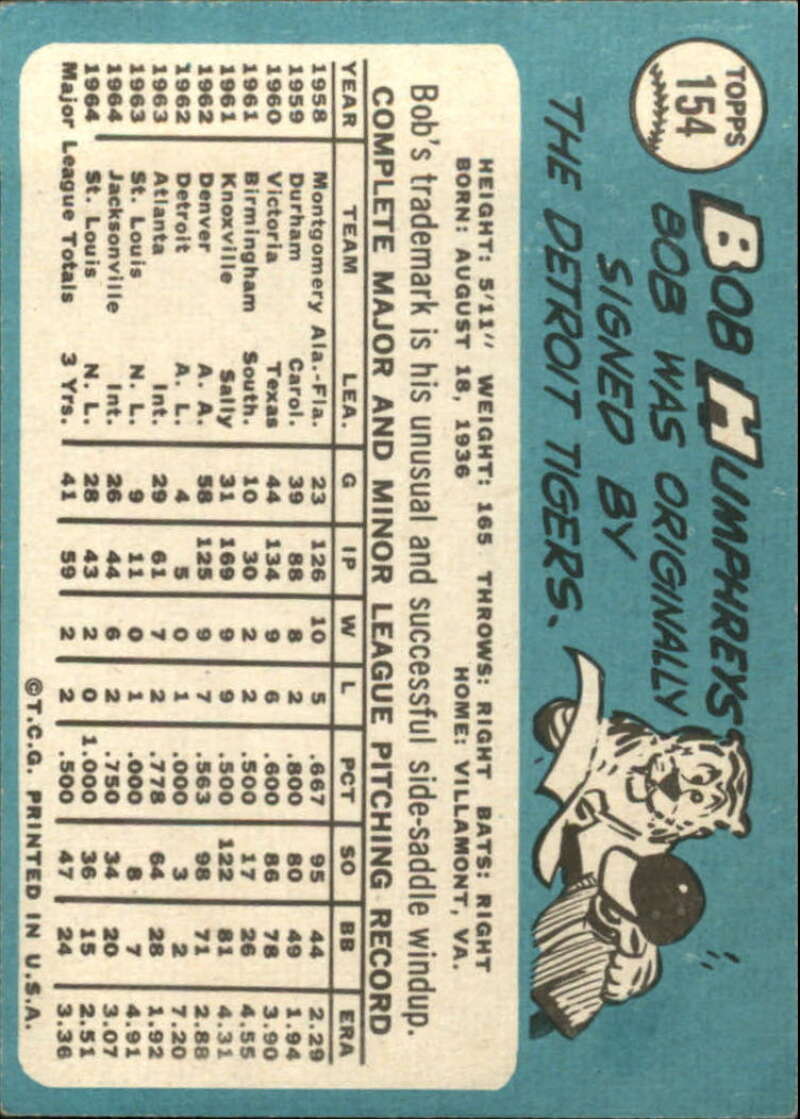 TOPPS
154
BOB HUMPHREYS
BOB WAS ORIGINALLY
SIGNED BY
THE DETROIT TIGERS.
HEIGHT: 5'11" WEIGHT: 165 THROWS: RIGHT BATS: RIGHT
BORN: AUGUST 18, 1936 HOME: VILLAMONT, VA.
Bob's trademark is his unusual and successful side-saddle windup.
COMPLETE MAJOR AND MINOR LEAGUE PITCHING RECORD
YEAR TEAM LEA. G IP W L PCT SO BB ERA
1958 Montgomery Ala.-Fla. 23 126 10 5 .667 95 44 2.29
1959 Durham Carol. 39 88 8 2 .800 80 49 1.94
1960 Victoria Texas 44 134 9 6 .600 86 78 3.90
1961 Birmingham South. 10 30 2 2 .500 17 26 4.55
1961 Knoxville Sally 31 169 9 9 .500 122 81 4.31
1962 Denver A. A. 58 125 9 7 .563 98 71 2.88
1962 Detroit A. L. 4 5 0 1 .000 3 2 7.20
1963 Atlanta Int. 29 61 7 2 .778 64 28 1.92
1963 St. Louis N. L. 9 11 0 1 .000 8 7 4.91
1964 Jacksonville Int. 26 44 6 2 .750 34 20 3.07
1964 St. Louis N. L. 28 43 2 0 1.000 36 15 2.51
Major League Totals 3 Yrs. 41 59 2 2 .500 47 24 3.36
©T.C.G. PRINTED IN U.S.A.